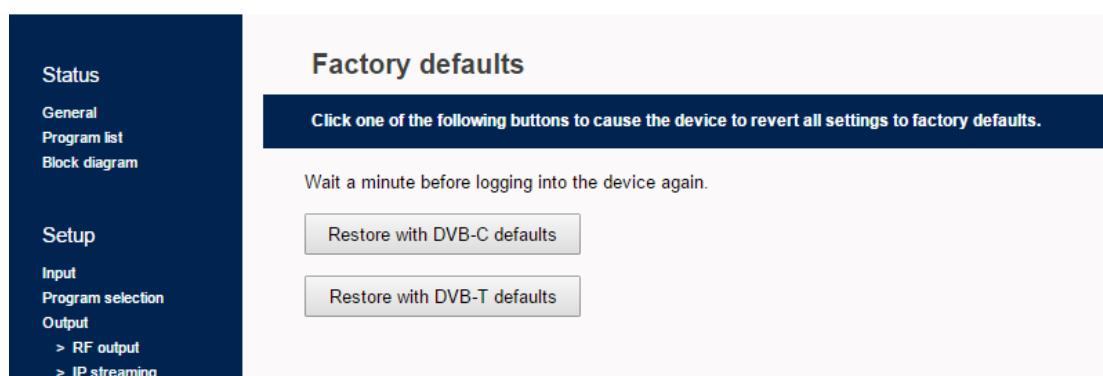 Status
General
Program list
Block diagram
Setup
Input
Program selection
Output
> RF output
> IP streaming
Factory defaults
Click one of the following buttons to cause the device to revert all settings to factory defaults.
Wait a minute before logging into the device again.
Restore with DVB-C defaults
Restore with DVB-T defaults